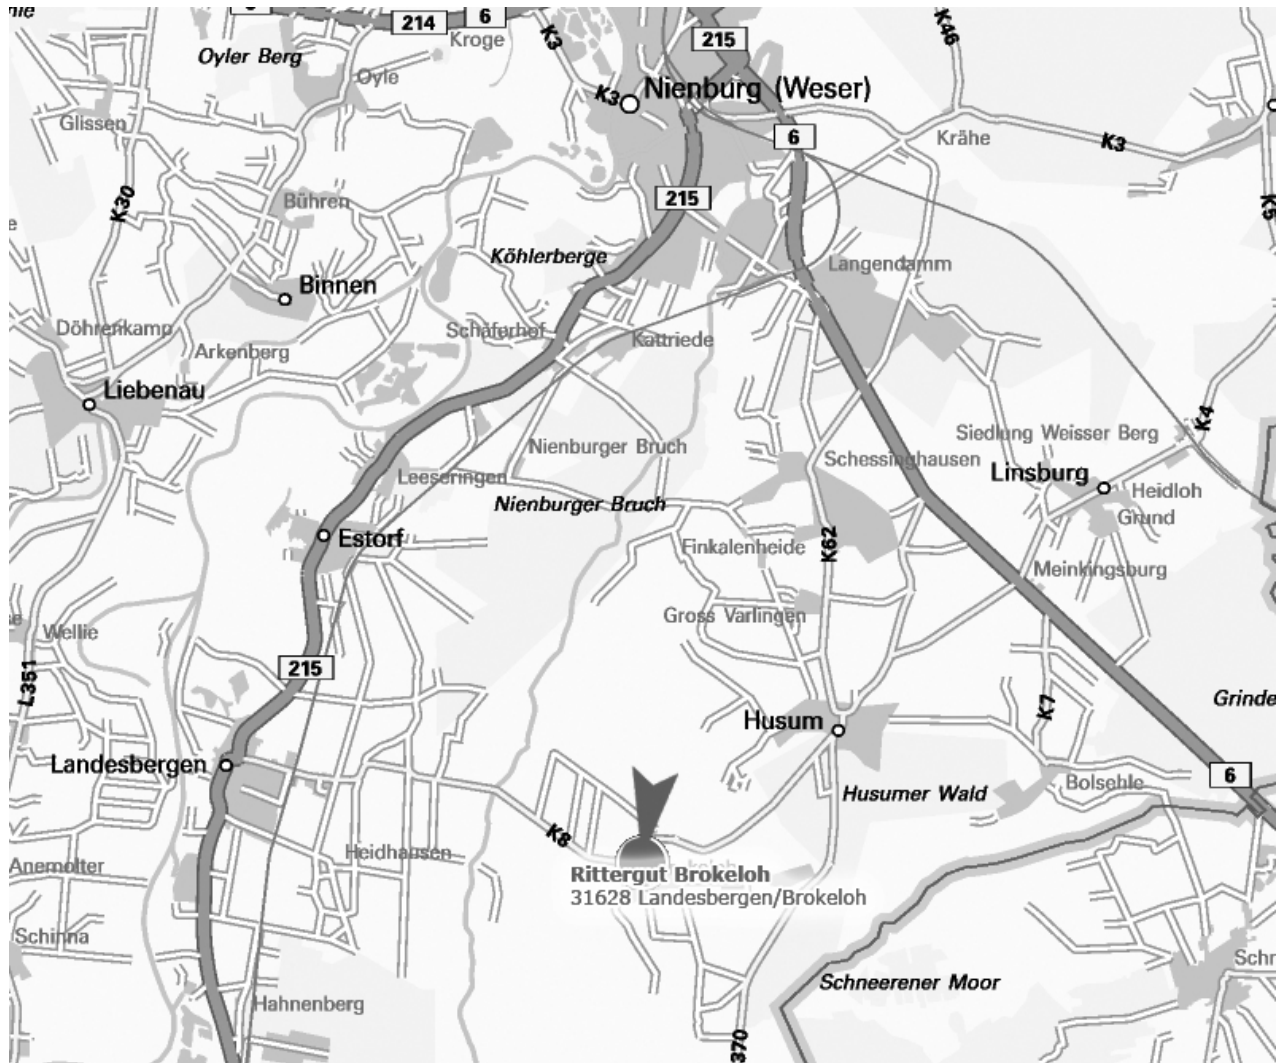 214
6
Kroge
K3
215
K46
Oyler Berg
Oyle
K3
Nienburg (Weser)
Glissen
6
Krähe
K3
K30
Bühren
215
K5
Köhlerberge
Langendamm
Binnen
Döhrenkamp
Schäferhof
Kattriede
Arkenberg
Liebenau
K4
Siedlung Weisser Berg
Nienburger Bruch
Schessinghausen
Leeseringen
Linsburg
Heidloh
Nienburger Bruch
Grund
Estorf
Finkalenheide
K62
Meinkingsburg
Gross Varlingen
Wellie
215
L351
Grinde
K7
Husum
Landesbergen
6
Bolsehle
Husumer Wald
K8
Heidhausen
Anemolter
Rittergut Brokeloh
31628 Landesbergen/Brokeloh
Schinna
Schn
Schneerener Moor
Hahnenberg
370